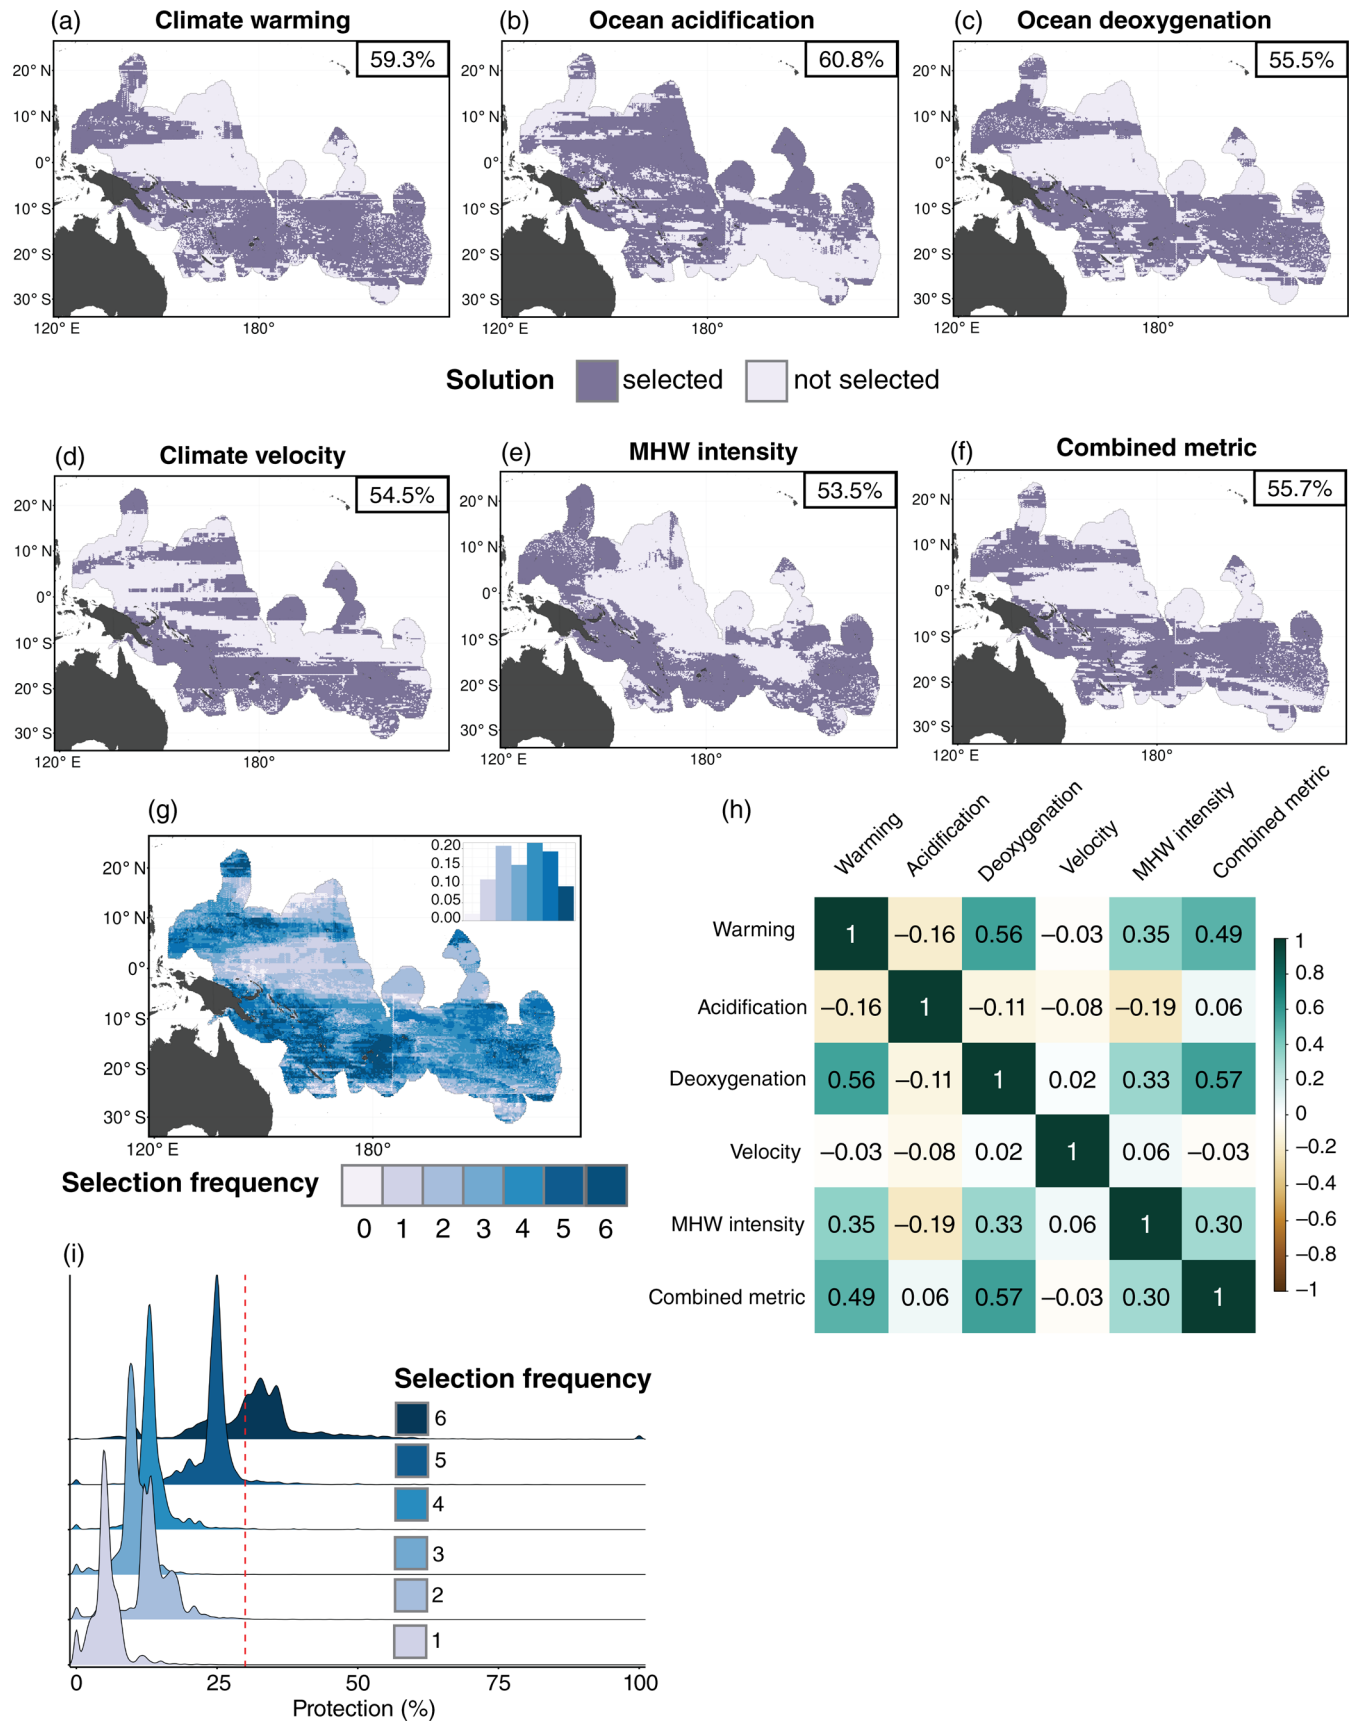 (a) Climate warming
(b) Ocean acidification
(c) Ocean deoxygenation
59.3%
60.8%
55.5%
20° N
10° N
0°
10° S
20° S
30° S
120° E
180°
20° N
10° N
0°
10° S
20° S
30° S
120° E
180°
20° N
10° N
0°
10° S
20° S
30° S
120° E
180°
Solution selected not selected
(d) Climate velocity
(e) MHW intensity
(f) Combined metric
54.5%
53.5%
55.7%
20° N
10° N
0°
10° S
20° S
30° S
120° E
180°
20° N
10° N
0°
10° S
20° S
30° S
120° E
180°
20° N
10° N
0°
10° S
20° S
30° S
120° E
180°
(g)
0.20
0.15
0.10
0.05
0.00
20° N
10° N
0°
10° S
20° S
30° S
120° E
180°
Selection frequency
0 1 2 3 4 5 6
(h)
Warming Acidification Deoxygenation Velocity MHW intensity Combined metric
Warming 1 −0.16 0.56 −0.03 0.35 0.49
Acidification −0.16 1 −0.11 −0.08 −0.19 0.06
Deoxygenation 0.56 −0.11 1 0.02 0.33 0.57
Velocity −0.03 −0.08 0.02 1 0.06 −0.03
MHW intensity 0.35 −0.19 0.33 0.06 1 0.30
Combined metric 0.49 0.06 0.57 −0.03 0.30 1
1
0.8
0.6
0.4
0.2
0
−0.2
−0.4
−0.6
−0.8
−1
(i)
Selection frequency
6
5
4
3
2
1
0 25 50 75 100
Protection (%)